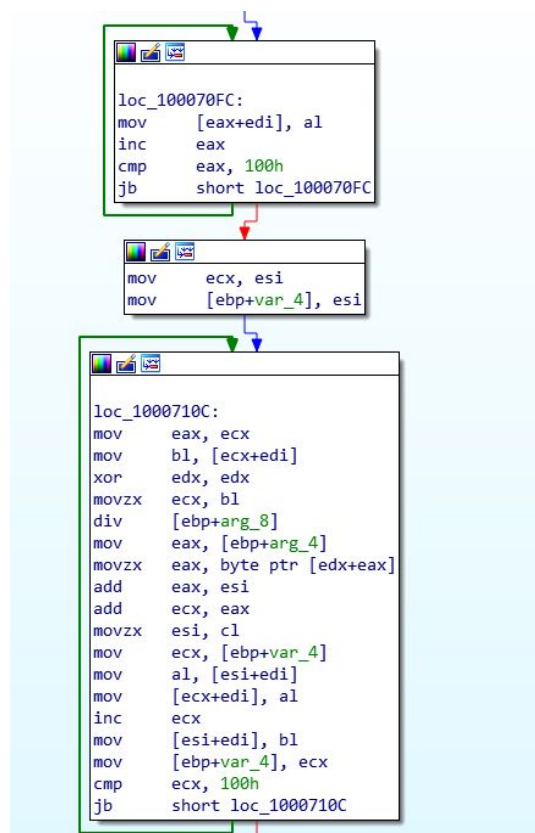 loc_100070FC:
mov [eax+edi], al
inc eax
cmp eax, 100h
jb short loc_100070FC
mov ecx, esi
mov [ebp+var_4], esi
loc_1000710C:
mov eax, ecx
mov bl, [ecx+edi]
xor edx, edx
movzx ecx, bl
div [ebp+arg_8]
mov eax, [ebp+arg_4]
movzx eax, byte ptr [edx+eax]
add eax, esi
add ecx, eax
movzx esi, cl
mov ecx, [ebp+var_4]
mov al, [esi+edi]
mov [ecx+edi], al
inc ecx
mov [esi+edi], bl
mov [ebp+var_4], ecx
cmp ecx, 100h
jb short loc_1000710C